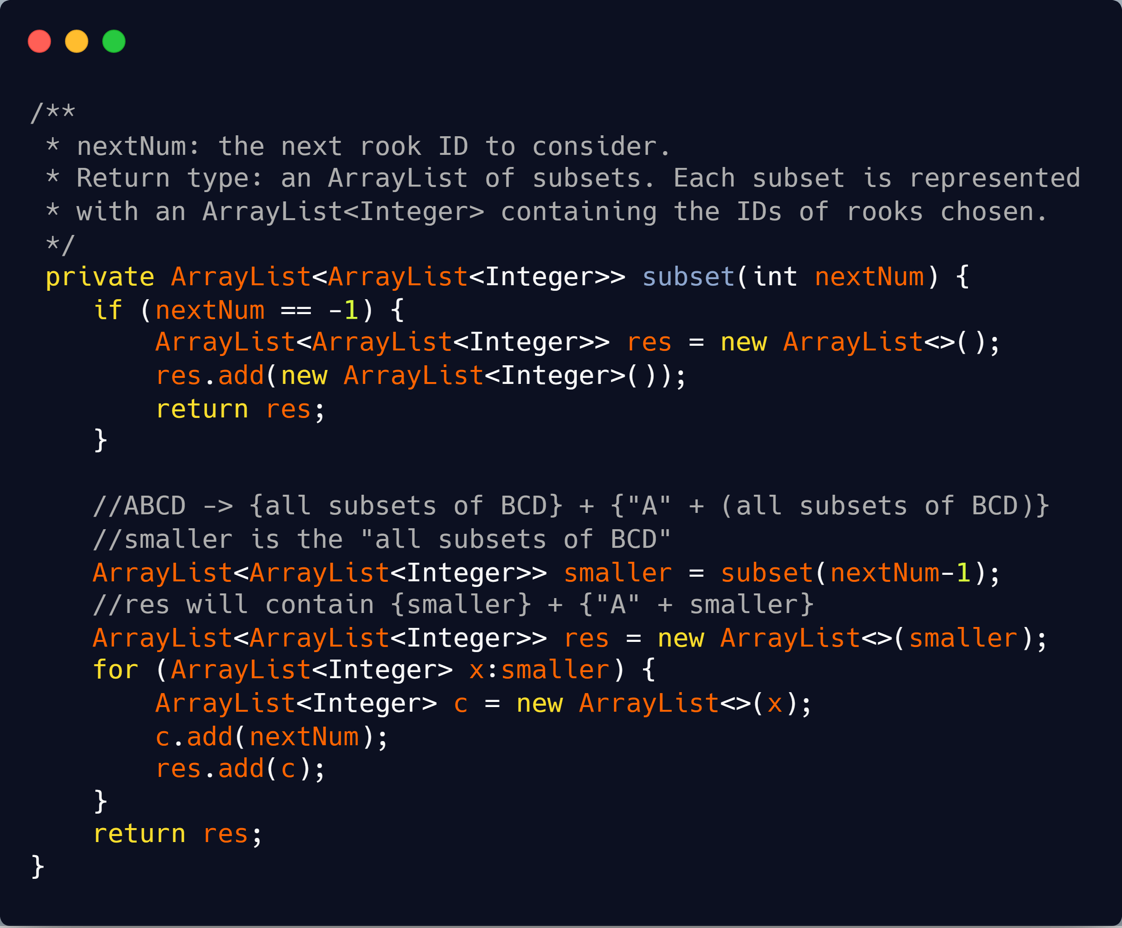 /**
 * nextNum: the next rook ID to consider.
 * Return type: an ArrayList of subsets. Each subset is represented
 * with an ArrayList<Integer> containing the IDs of rooks chosen.
 */
 private ArrayList<ArrayList<Integer>> subset(int nextNum) {
    if (nextNum == -1) {
        ArrayList<ArrayList<Integer>> res = new ArrayList<>();
        res.add(new ArrayList<Integer>());
        return res;
    }

    //ABCD -> {all subsets of BCD} + {"A" + (all subsets of BCD)}
    //smaller is the "all subsets of BCD"
    ArrayList<ArrayList<Integer>> smaller = subset(nextNum-1);
    //res will contain {smaller} + {"A" + smaller}
    ArrayList<ArrayList<Integer>> res = new ArrayList<>(smaller);
    for (ArrayList<Integer> x:smaller) {
        ArrayList<Integer> c = new ArrayList<>(x);
        c.add(nextNum);
        res.add(c);
    }
    return res;
}